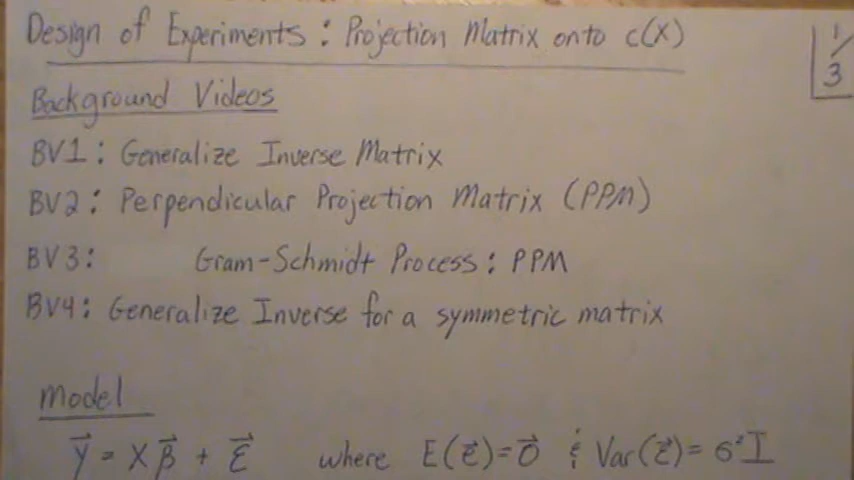 Design of Experiments : Projection Matrix onto C(X)
1/3
Background Videos
BV1 : Generalize Inverse Matrix
BV2 : Perpendicular Projection Matrix (PPM)
BV3 : Gram-Schmidt Process : PPM
BV4 : Generalize Inverse for a symmetric matrix
Model
Y⃗ = X β⃗ + ε⃗ where E(ε⃗) = 0⃗ & Var(ε⃗) = σ²I